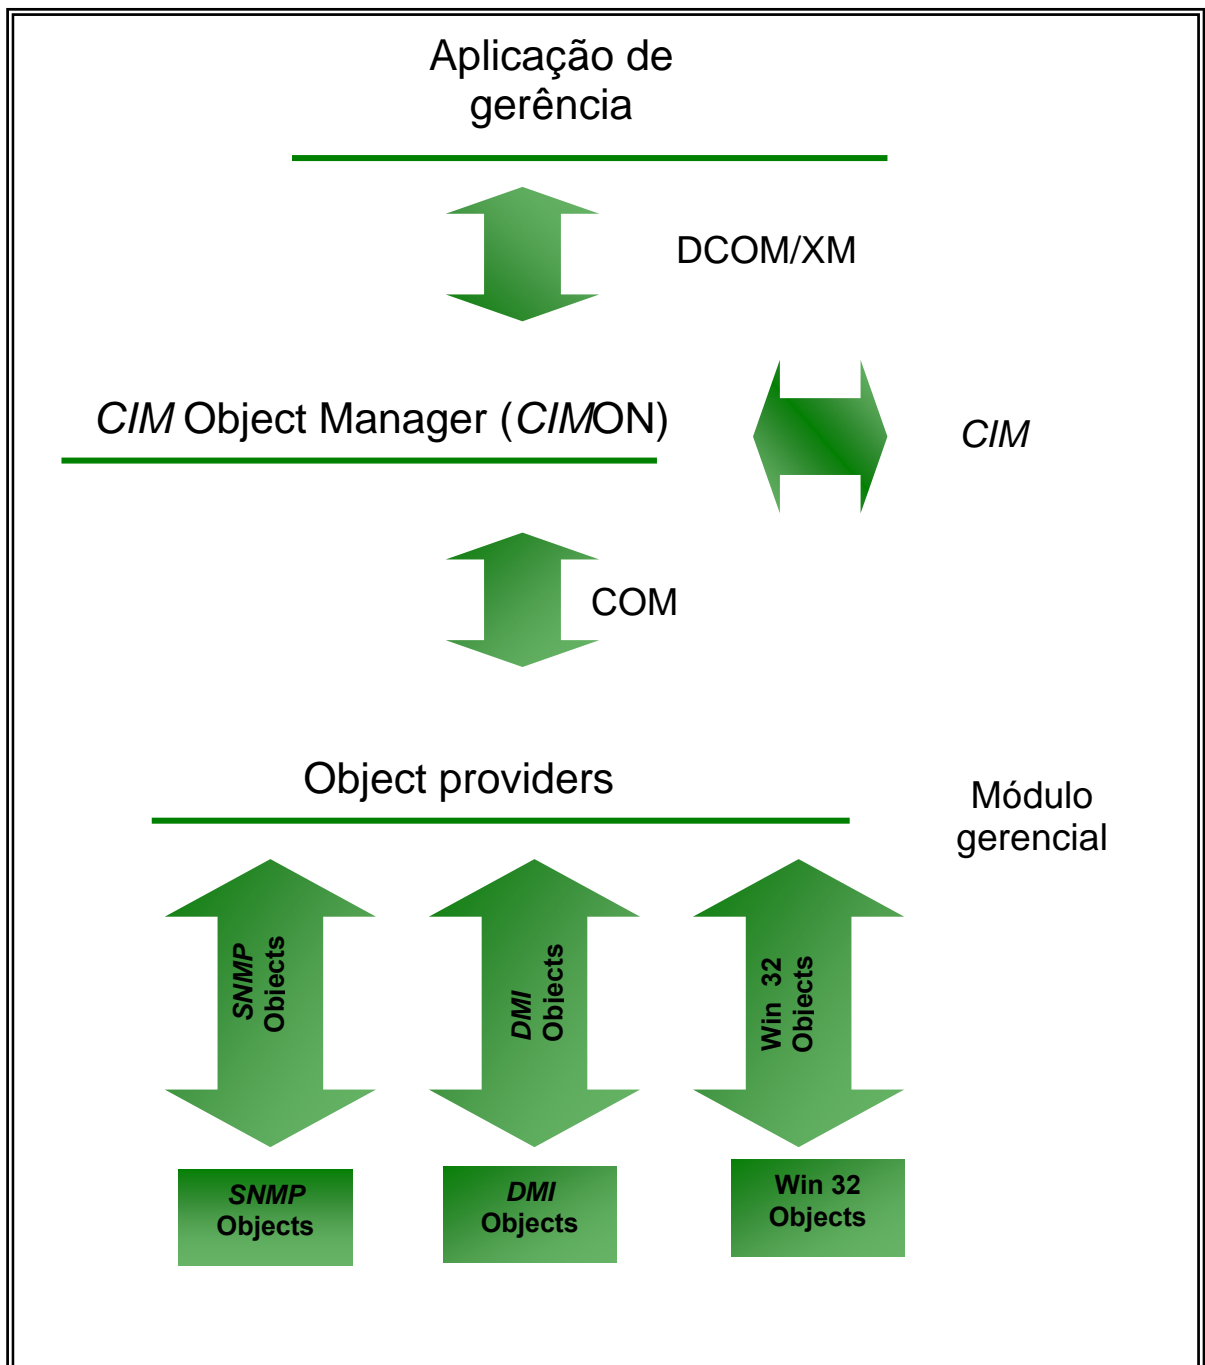 Aplicação de
gerência
DCOM/XM
CIM Object Manager (CIMON)
CIM
COM
Object providers
Módulo
gerencial
SNMP
Objects
DMI
Objects
Win 32
Objects
SNMP
Objects
DMI
Objects
Win 32
Objects